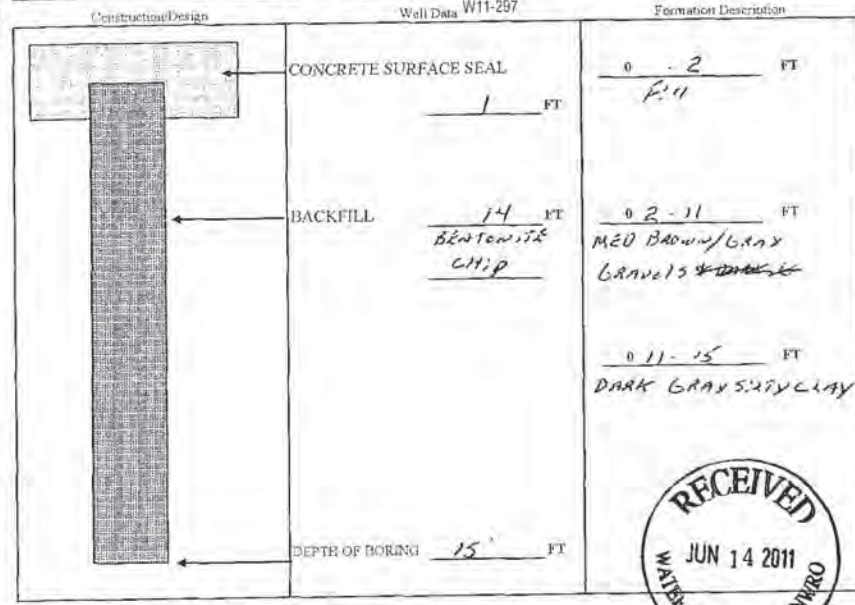 Construction/Design
Well Data W11-297
Formation Description
CONCRETE SURFACE SEAL
1 FT
0 - 2 FT
Fill
BACKFILL
14 FT
BENTONITE
CHIP
0 2 - 11 FT
MED BROWN/GRAY
GRAVELS
0 11 - 15 FT
DARK GRAY SILTY CLAY
DEPTH OF BORING 15' FT
RECEIVED
JUN 14 2011
NWRO